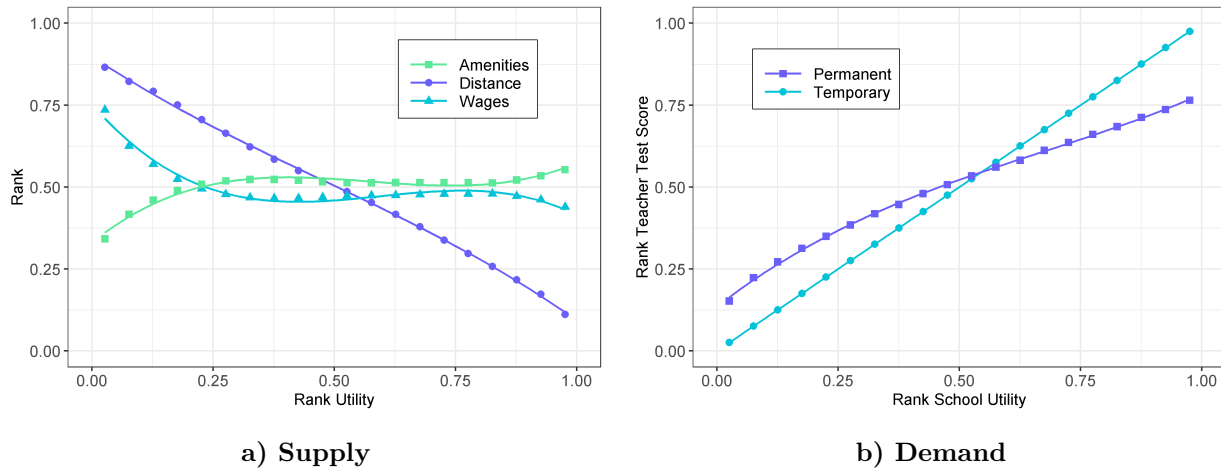 1.00
0.75
0.50
0.25
0.00
Rank
Amenities
Distance
Wages
0.00 0.25 0.50 0.75 1.00
Rank Utility
a) Supply
1.00
0.75
0.50
0.25
0.00
Rank Teacher Test Score
Permanent
Temporary
0.00 0.25 0.50 0.75 1.00
Rank School Utility
b) Demand